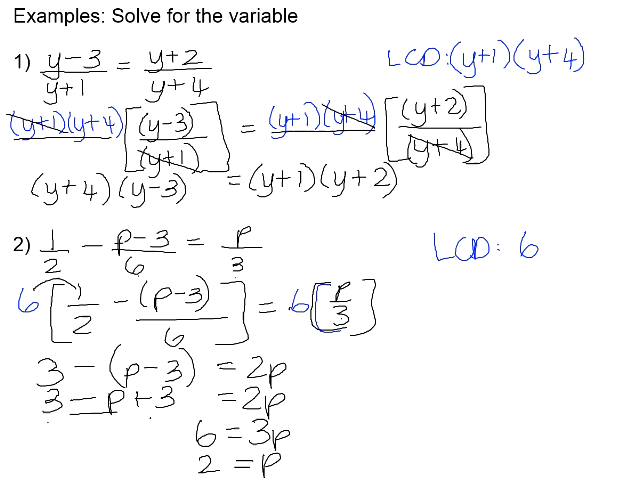 Examples: Solve for the variable
1) (y-3)/(y+1) = (y+2)/(y+4) LCD:(y+1)(y+4)
(y+1)(y+4)[(y-3)/(y+1)] = (y+1)(y+4)[(y+2)/(y+4)]
(y+4)(y-3) = (y+1)(y+2)
2) 1/2 - (p-3)/6 = p/3 LCD: 6
6[1/2 - (p-3)/6] = 6[p/3]
3 - (p-3) = 2p
3 - p + 3 = 2p
6 = 3p
2 = p